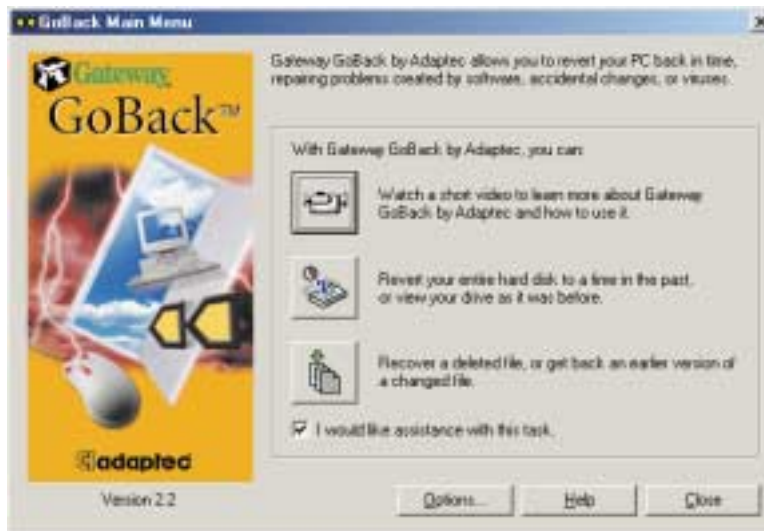 GoBack Main Menu
Gateway
GoBack™
Gateway GoBack by Adaptec allows you to revert your PC back in time,
repairing problems created by software, accidental changes, or viruses.
With Gateway GoBack by Adaptec, you can:
Watch a short video to learn more about Gateway
GoBack by Adaptec and how to use it.
Revert your entire hard disk to a time in the past,
or view your drive as it was before.
Recover a deleted file, or get back an earlier version of
a changed file.
I would like assistance with this task.
adaptec
Version 2.2
Options...
Help
Close